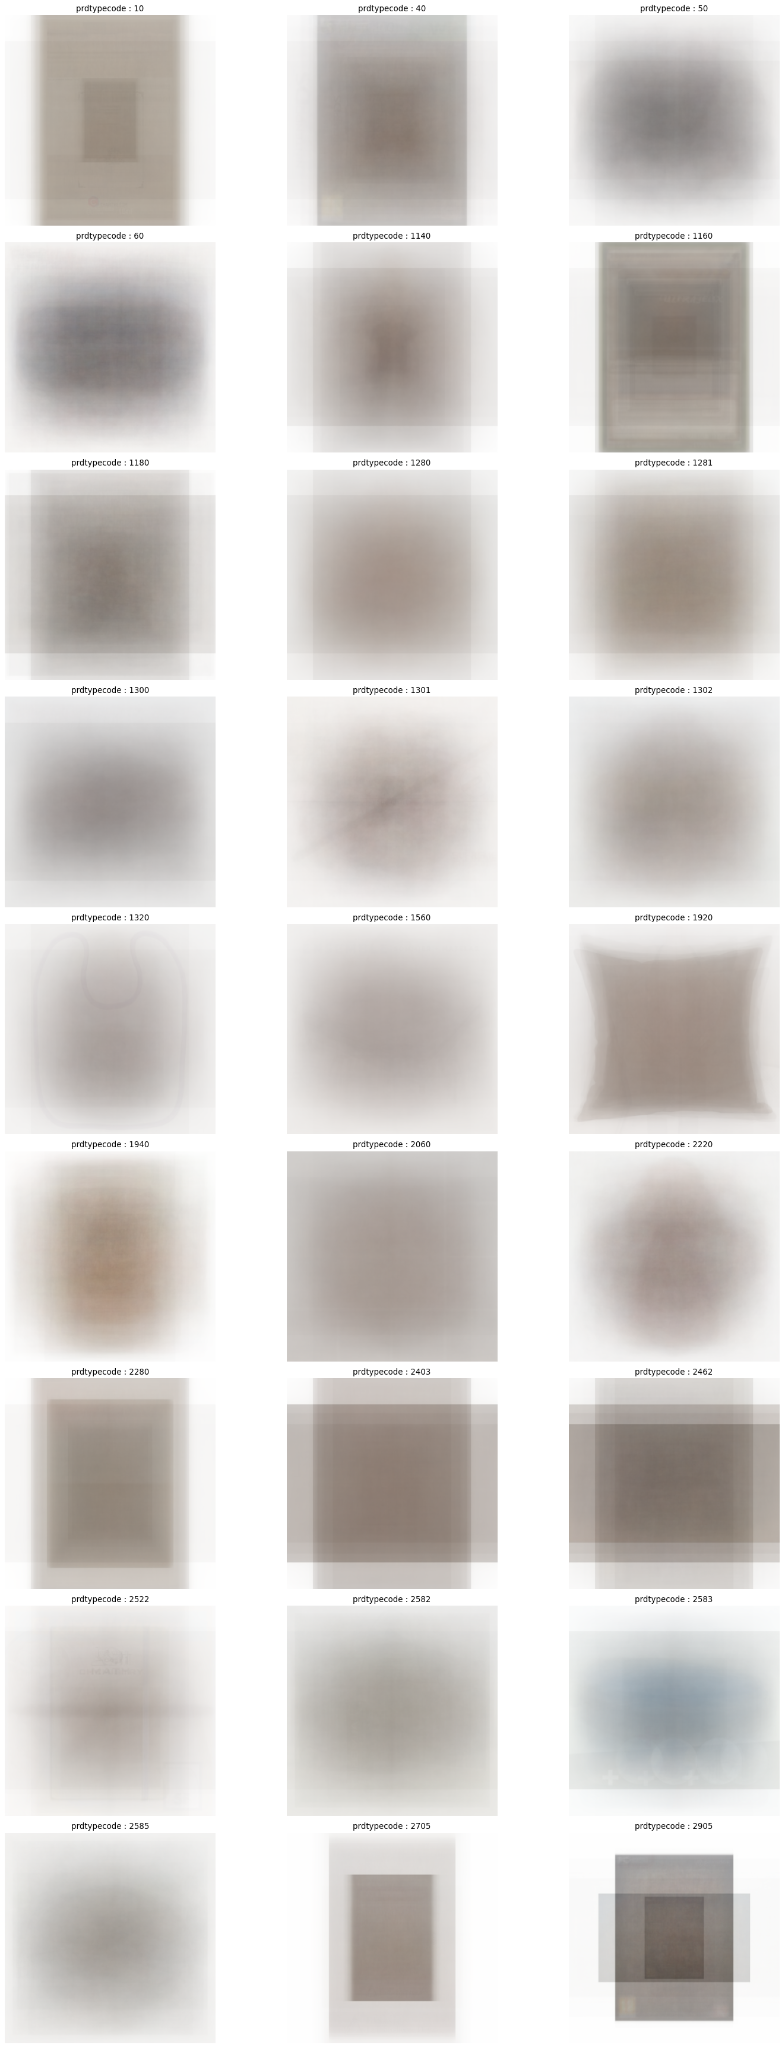 prdtypecode : 10
prdtypecode : 40
prdtypecode : 50
prdtypecode : 60
prdtypecode : 1140
prdtypecode : 1160
prdtypecode : 1180
prdtypecode : 1280
prdtypecode : 1281
prdtypecode : 1300
prdtypecode : 1301
prdtypecode : 1302
prdtypecode : 1320
prdtypecode : 1560
prdtypecode : 1920
prdtypecode : 1940
prdtypecode : 2060
prdtypecode : 2220
prdtypecode : 2280
prdtypecode : 2403
prdtypecode : 2462
prdtypecode : 2522
prdtypecode : 2582
prdtypecode : 2583
prdtypecode : 2585
prdtypecode : 2705
prdtypecode : 2905